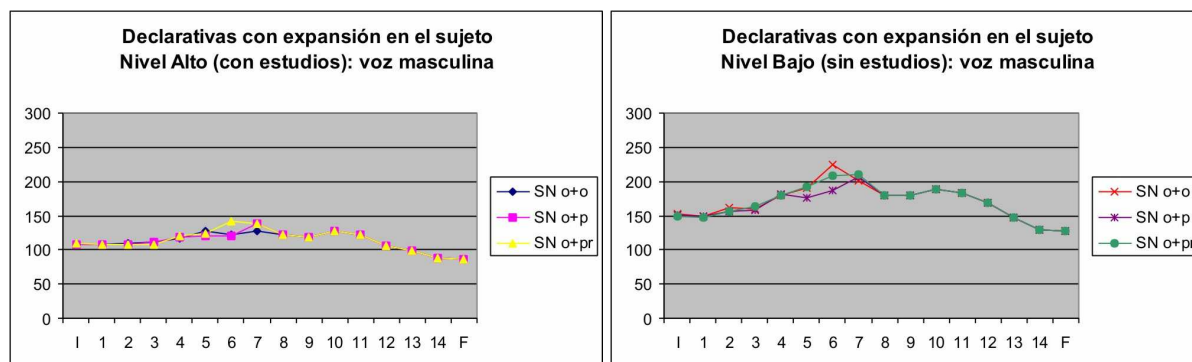 Declarativas con expansión en el sujeto
Nivel Alto (con estudios): voz masculina
300
250
200
150
100
50
0
I 1 2 3 4 5 6 7 8 9 10 11 12 13 14 F
SN o+o
SN o+p
SN o+pr
Declarativas con expansión en el sujeto
Nivel Bajo (sin estudios): voz masculina
300
250
200
150
100
50
0
I 1 2 3 4 5 6 7 8 9 10 11 12 13 14 F
SN o+o
SN o+p
SN o+pr